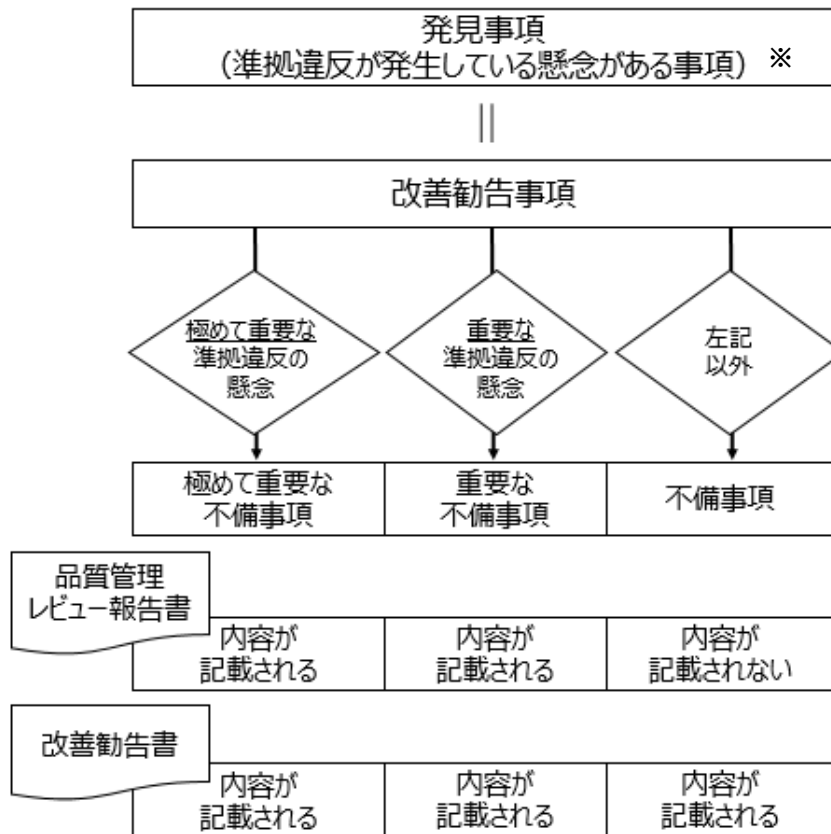 発見事項
（準拠違反が発生している懸念がある事項） ※
||
改善勧告事項
極めて重要な
準拠違反の
懸念
重要な
準拠違反の
懸念
左記
以外
極めて重要な
不備事項
重要な
不備事項
不備事項
品質管理
レビュー報告書
内容が
記載される
内容が
記載される
内容が
記載されない
改善勧告書
内容が
記載される
内容が
記載される
内容が
記載される